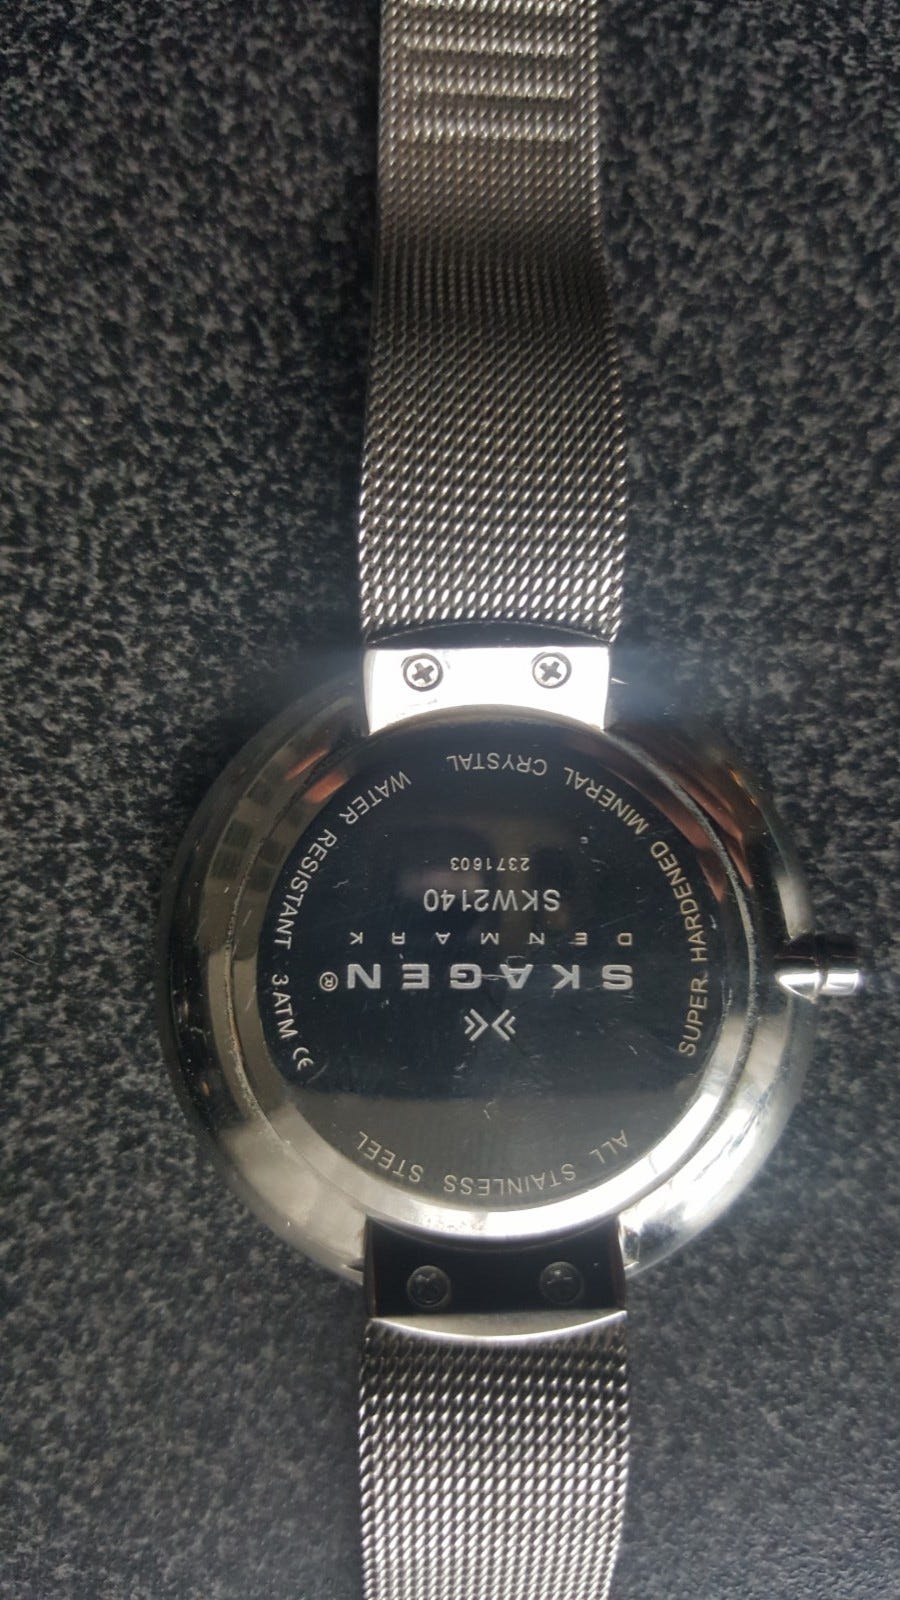 SUPER HARDENED MINERAL CRYSTAL
WATER RESISTANT 3 ATM CE
ALL STAINLESS STEEL
SKAGEN®
DENMARK
SKW2140
2371603